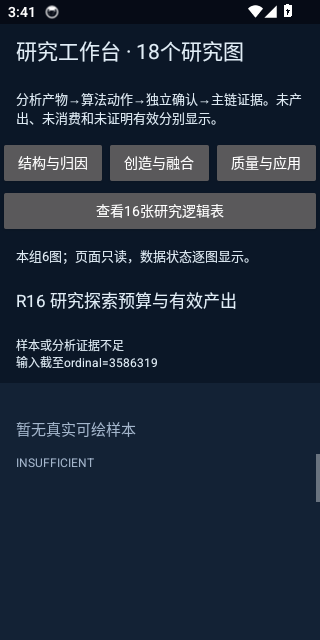 3:41
研究工作台 · 18个研究图
分析产物→算法动作→独立确认→主链证据。未产
出、未消费和未证明有效分别显示。
结构与归因
创造与融合
质量与应用
查看16张研究逻辑表
本组6图；页面只读，数据状态逐图显示。
R16 研究探索预算与有效产出
样本或分析证据不足
输入截至ordinal=3586319
暂无真实可绘样本
INSUFFICIENT